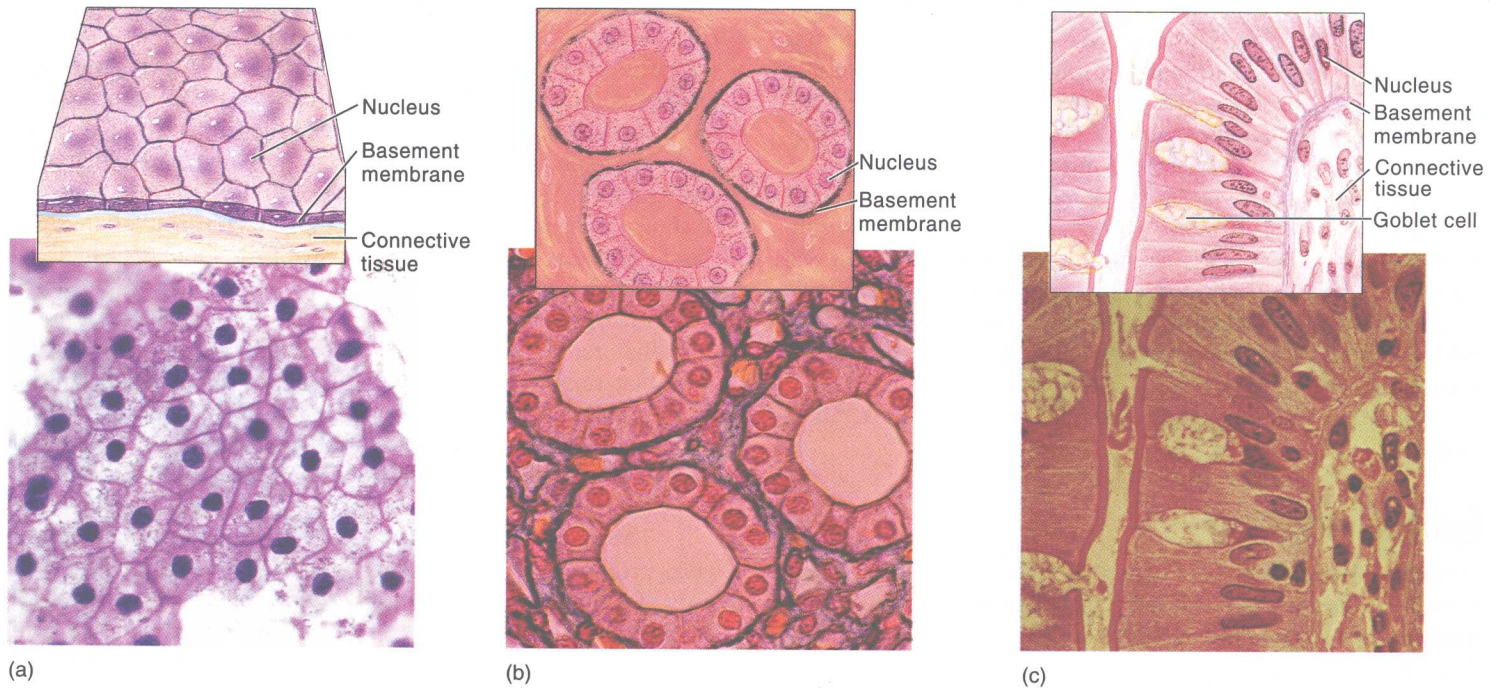 Nucleus
Basement
membrane
Connective
tissue
(a)
Nucleus
Basement
membrane
(b)
Nucleus
Basement
membrane
Connective
tissue
Goblet cell
(c)